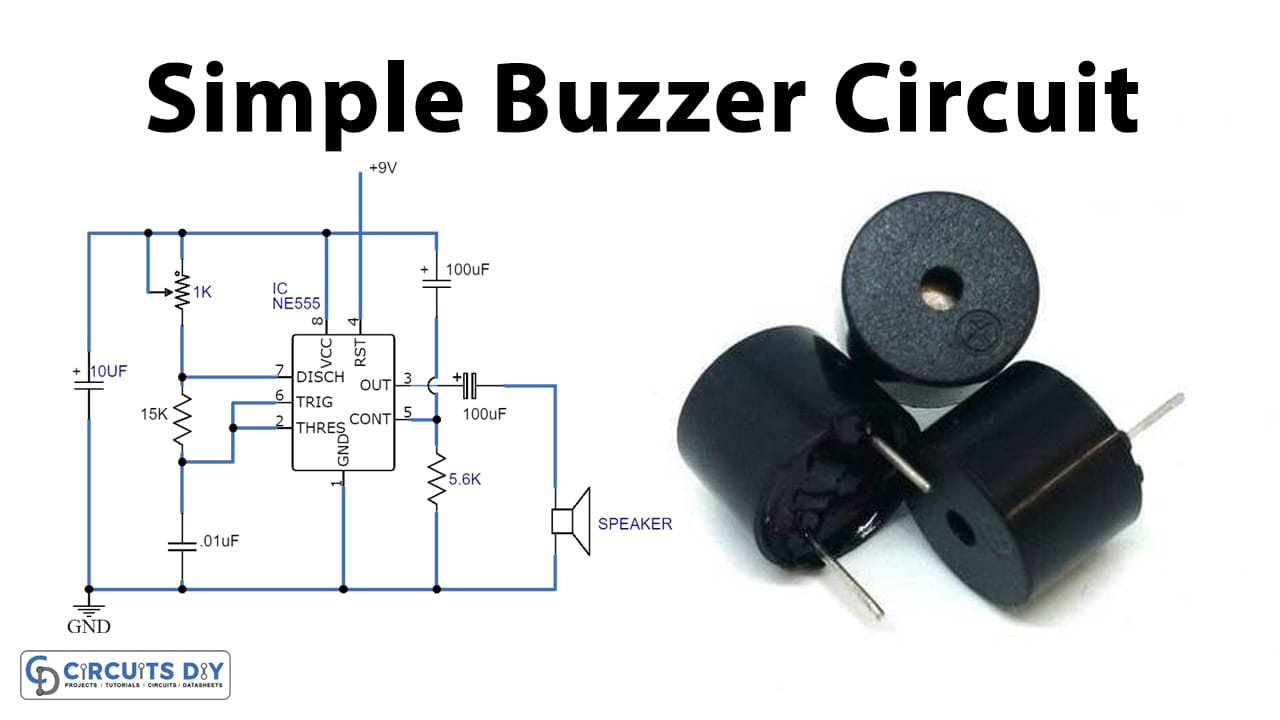 Simple Buzzer Circuit
+9V
+
100uF
1K
IC
NE555
8
4
VCC
RST
+
10UF
7
DISCH
OUT
3
+
6
TRIG
15K
100uF
2
THRES
CONT
5
GND
1
5.6K
SPEAKER
.01uF
GND
CD CIRCUITS DIY
PROJECTS | TUTORIALS | CIRCUITS | DATASHEETS